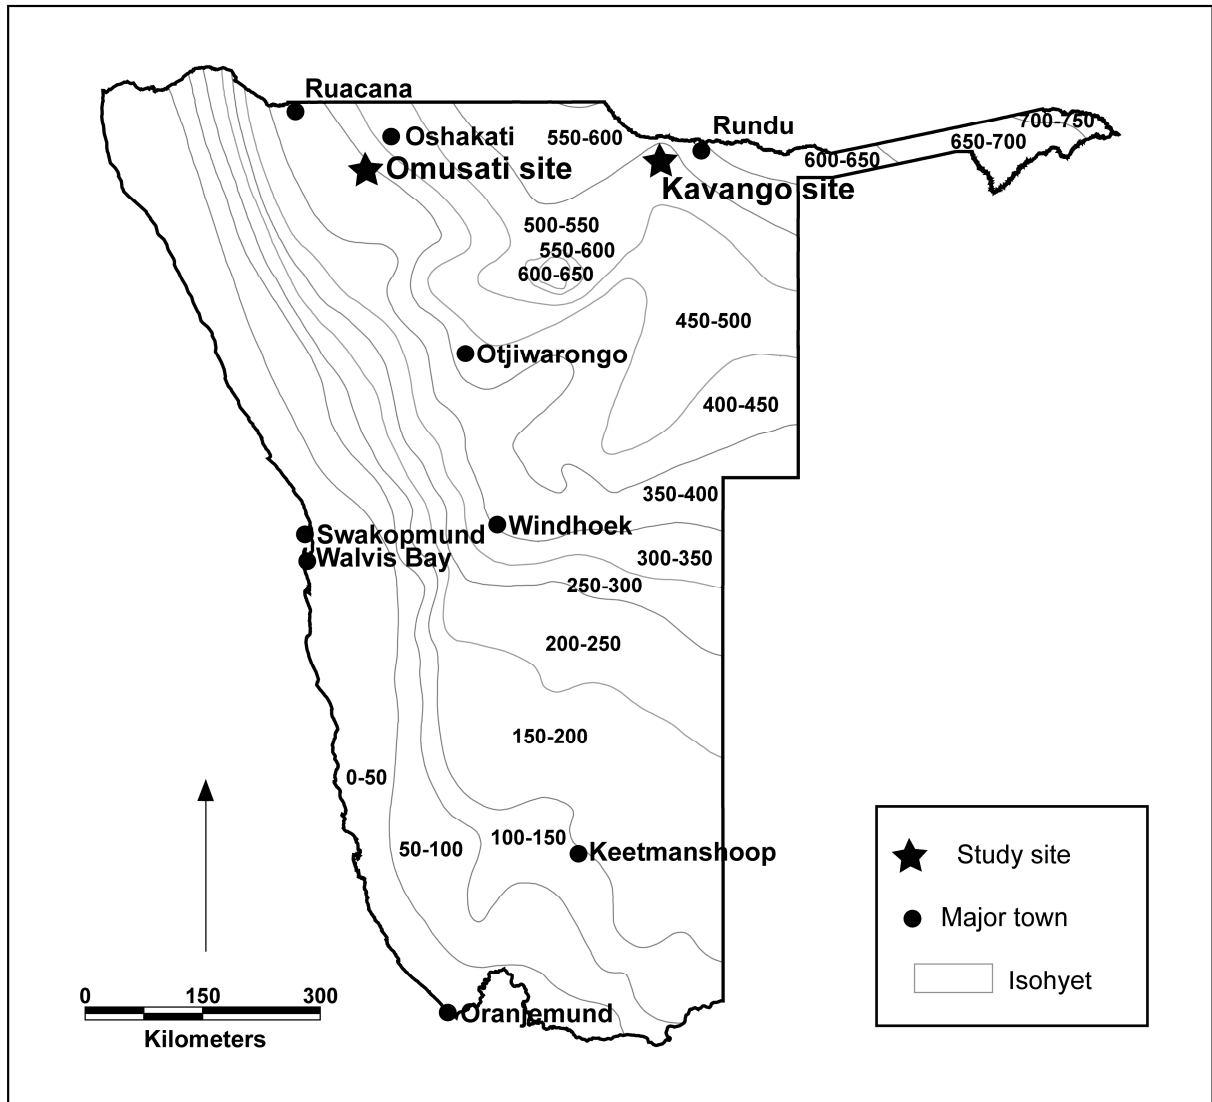 Ruacana
700-750
Rundu
Oshakati
550-600
650-700
600-650
Omusati site
Kavango site
500-550
550-600
600-650
450-500
Otjiwarongo
400-450
350-400
Windhoek
Swakopmund
Walvis Bay
300-350
250-300
200-250
150-200
0-50
100-150
50-100
Keetmanshoop
Study site
Major town
Isohyet
0 150 300
Kilometers
Oranjemund